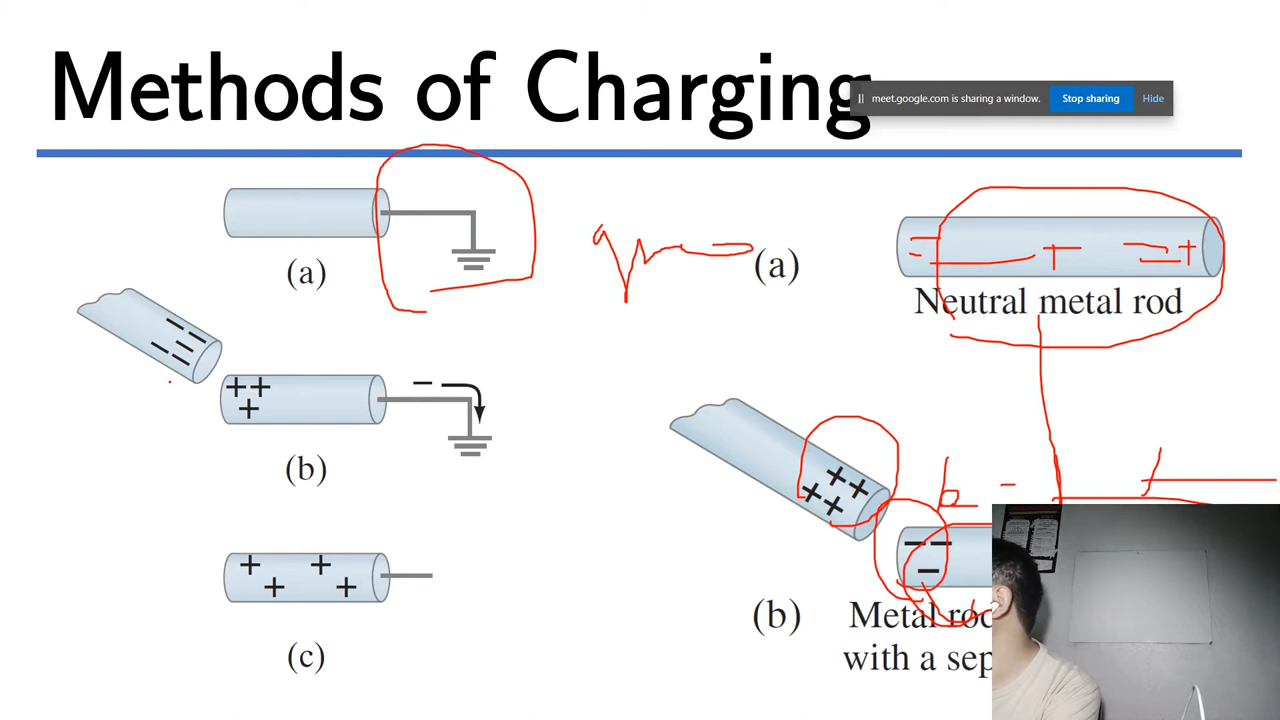 Methods of Charging
meet.google.com is sharing a window.
Stop sharing
Hide
(a)
(b)
(c)
(a)
Neutral metal rod
(b)
Metal rod
with a sep